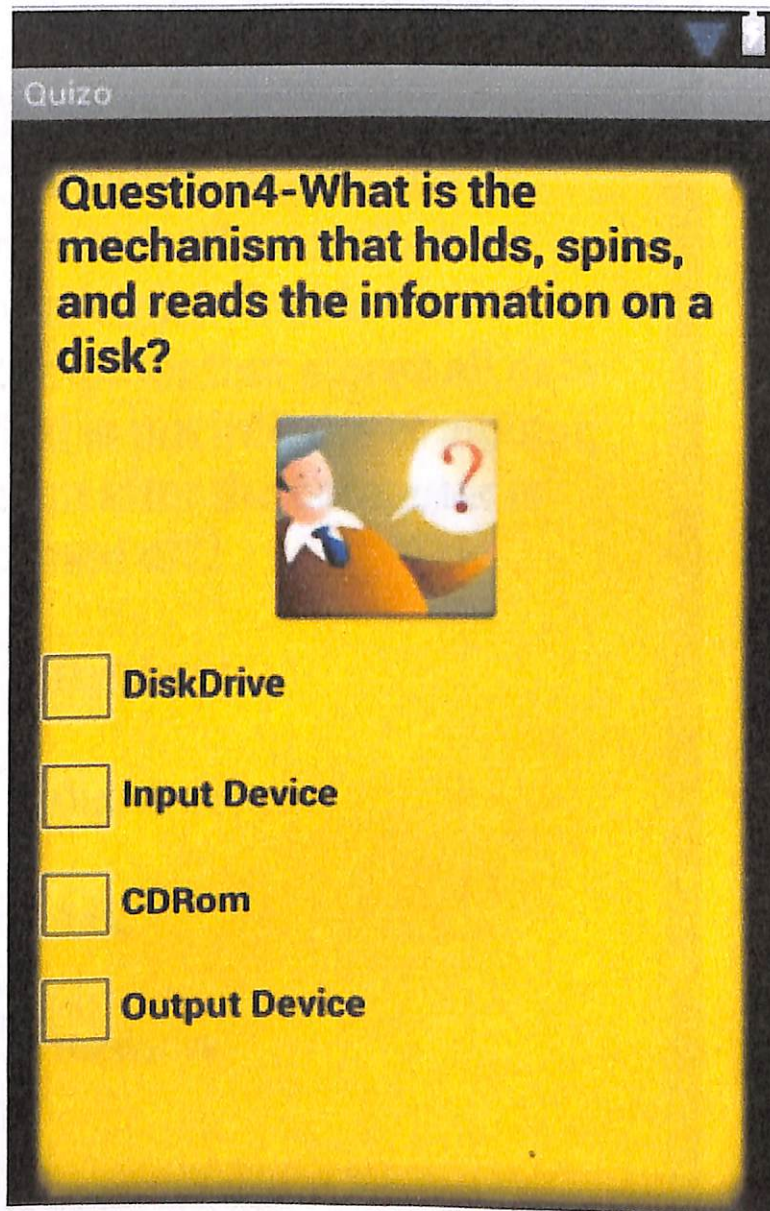 Quizo
Question4-What is the
mechanism that holds, spins,
and reads the information on a
disk?
?
DiskDrive
Input Device
CDRom
Output Device